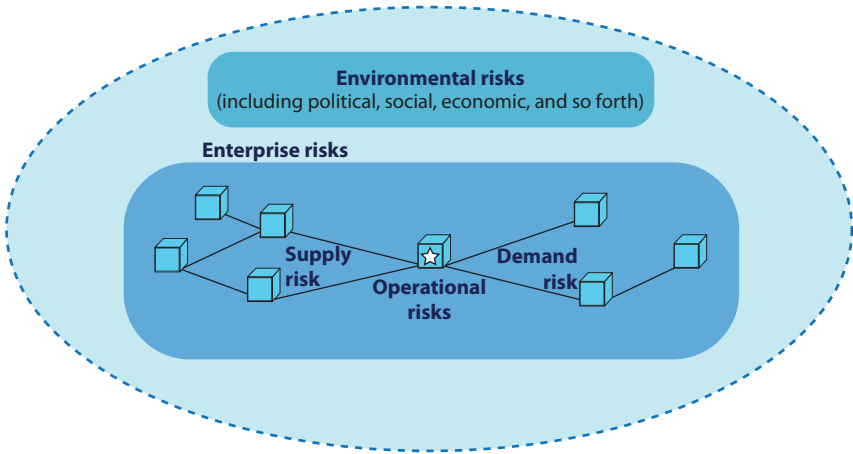 Environmental risks
(including political, social, economic, and so forth)
Enterprise risks
Supply
risk
Operational
risks
Demand
risk